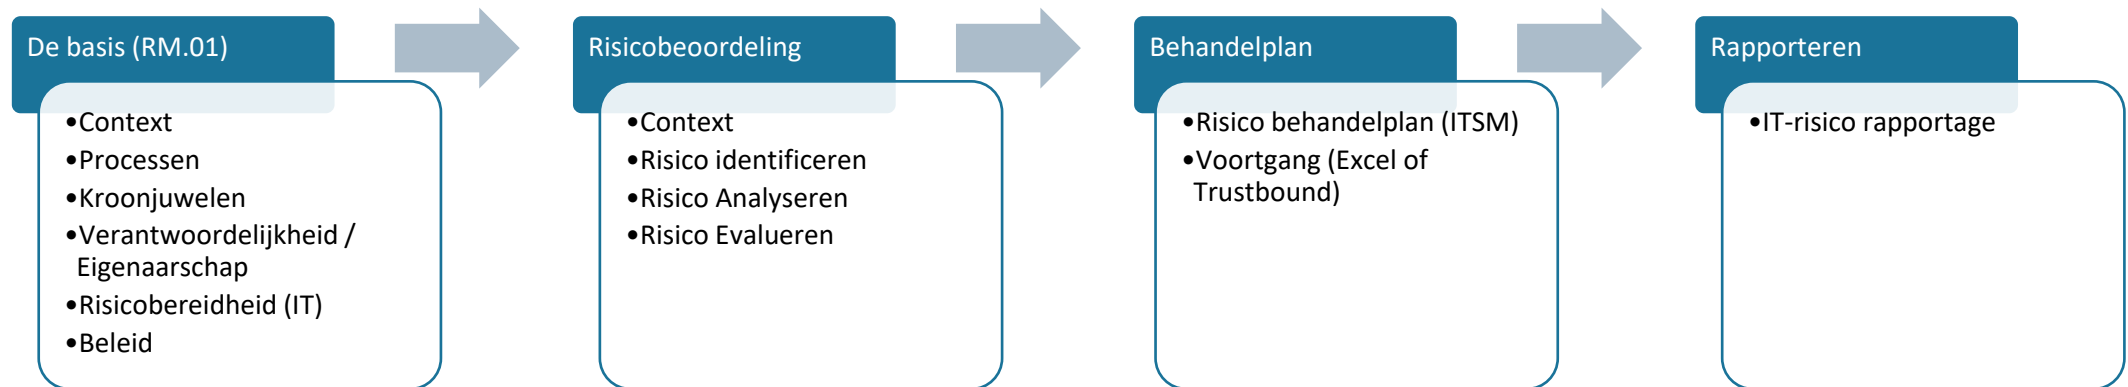 De basis (RM.01)
•Context
•Processen
•Kroonjuwelen
•Verantwoordelijkheid /
Eigenaarschap
•Risicobereidheid (IT)
•Beleid
Risicobeoordeling
•Context
•Risico identificeren
•Risico Analyseren
•Risico Evalueren
Behandelplan
•Risico behandelplan (ITSM)
•Voortgang (Excel of
Trustbound)
Rapporteren
•IT-risico rapportage